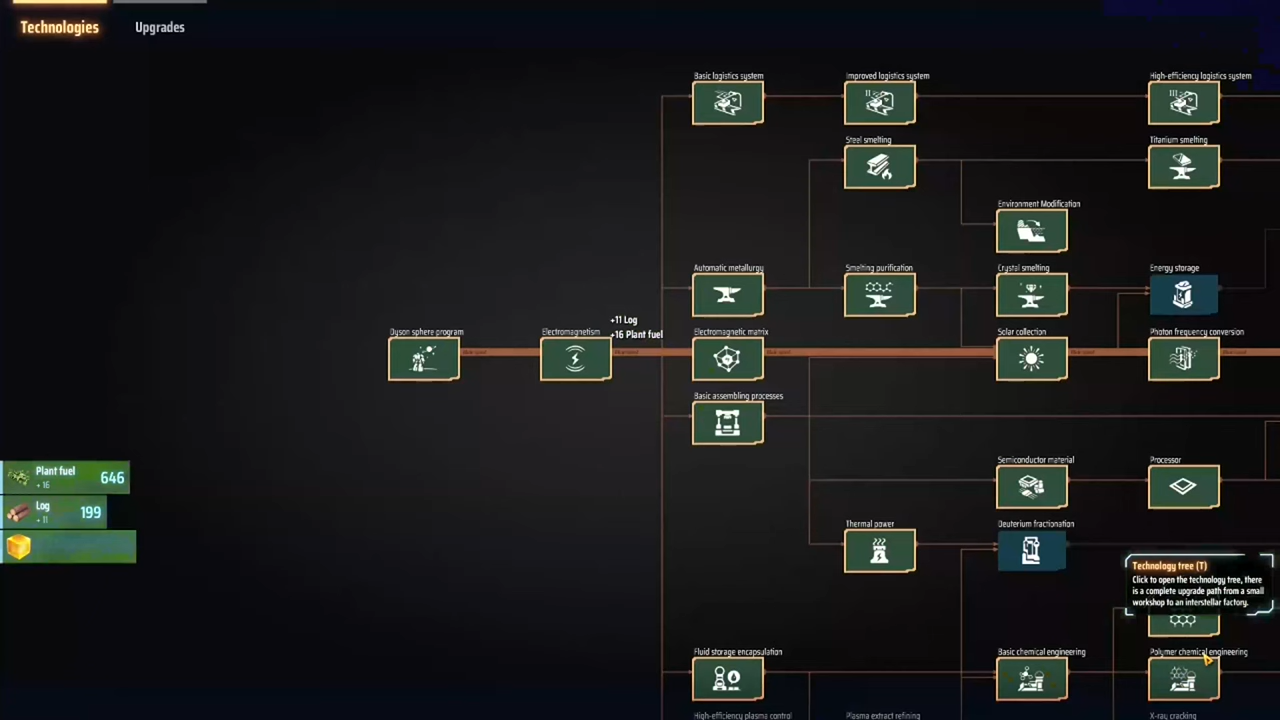 Technologies
Upgrades
Basic logistics system
Improved logistics system
High-efficiency logistics system
Steel smelting
Titanium smelting
Environment Modification
Automatic metallurgy
Smelting purification
Crystal smelting
Energy storage
+11 Log
+16 Plant fuel
Dyson sphere program
Electromagnetism
Electromagnetic matrix
Solar collection
Photon frequency conversion
Basic assembling processes
Plant fuel
+ 16
646
Log
+ 11
199
Semiconductor material
Processor
Thermal power
Deuterium fractionation
Technology tree (T)
Click to open the technology tree, there
is a complete upgrade path from a small
workshop to an interstellar factory.
Fluid storage encapsulation
Basic chemical engineering
Polymer chemical engineering
High-efficiency plasma control
Plasma extract refining
X-ray cracking